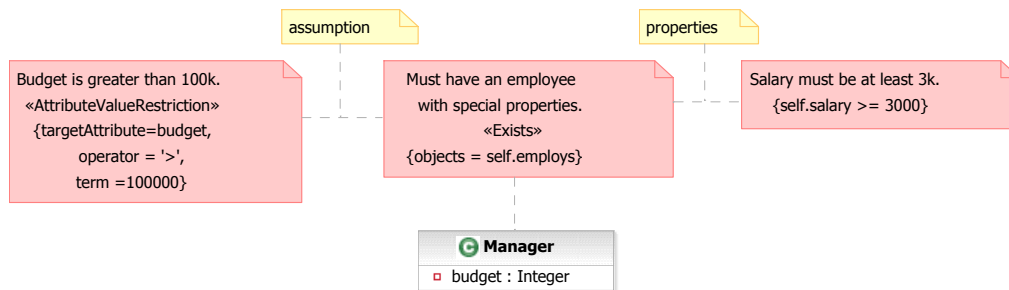 assumption
properties
Budget is greater than 100k.
«AttributeValueRestriction»
{targetAttribute=budget,
operator = '>',
term =100000}
Must have an employee
with special properties.
«Exists»
{objects = self.employs}
Salary must be at least 3k.
{self.salary >= 3000}
C Manager
budget : Integer